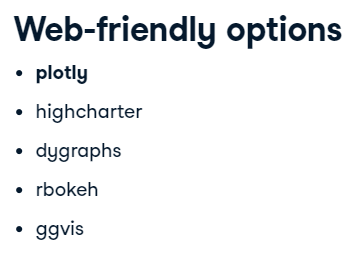 Web-friendly options
• plotly
• highcharter
• dygraphs
• rbokeh
• ggvis